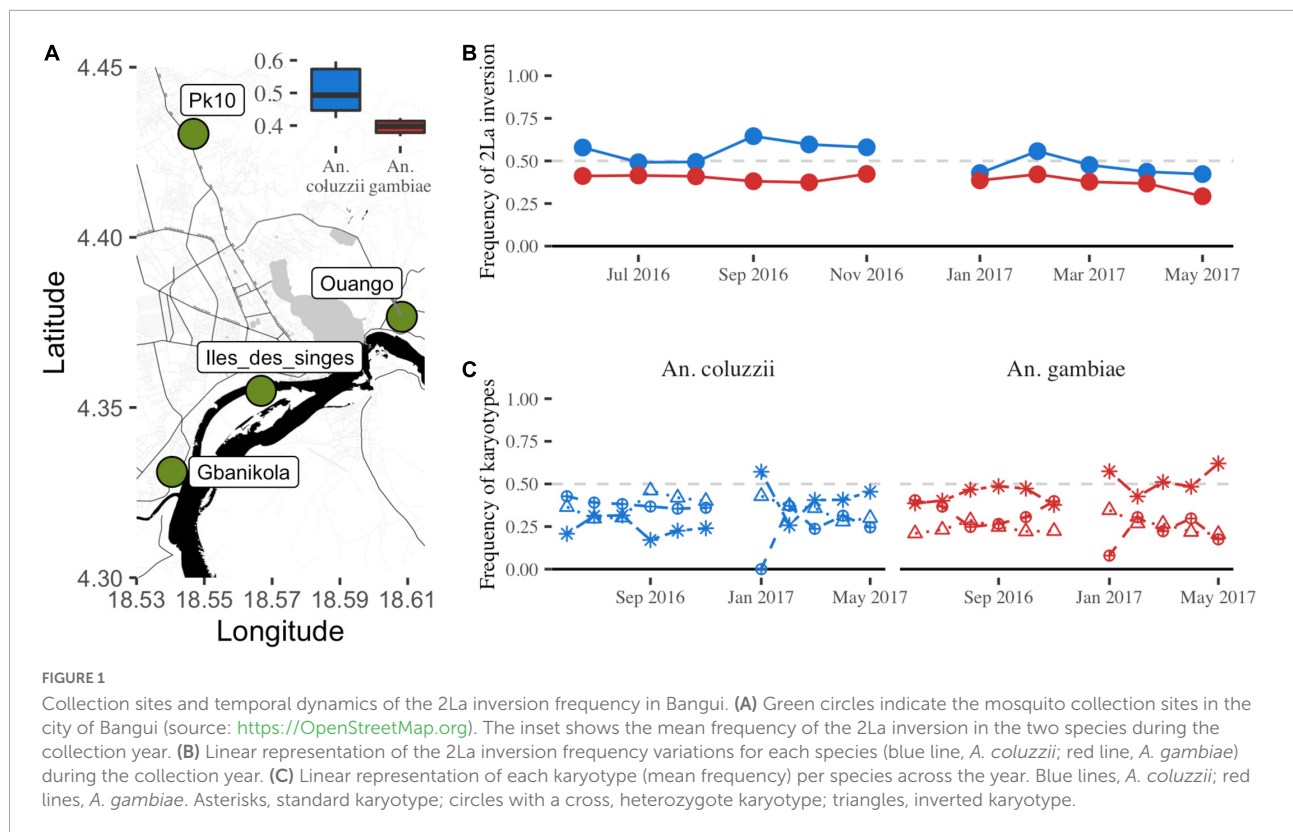 A
4.45
4.40
4.35
4.30
Latitude
18.53 18.55 18.57 18.59 18.61
Longitude
Pk10
Ouango
Iles_des_singes
Gbanikola
0.6
0.5
0.4
An. coluzzii
An. gambiae
B
Frequency of 2La inversion
1.00
0.75
0.50
0.25
0.00
Jul 2016 Sep 2016 Nov 2016 Jan 2017 Mar 2017 May 2017
C
An. coluzzii An. gambiae
Frequency of karyotypes
1.00
0.75
0.50
0.25
0.00
Sep 2016 Jan 2017 May 2017 Sep 2016 Jan 2017 May 2017
FIGURE 1
Collection sites and temporal dynamics of the 2La inversion frequency in Bangui. (A) Green circles indicate the mosquito collection sites in the
city of Bangui (source: https://OpenStreetMap.org). The inset shows the mean frequency of the 2La inversion in the two species during the
collection year. (B) Linear representation of the 2La inversion frequency variations for each species (blue line, A. coluzzii; red line, A. gambiae)
during the collection year. (C) Linear representation of each karyotype (mean frequency) per species across the year. Blue lines, A. coluzzii; red
lines, A. gambiae. Asterisks, standard karyotype; circles with a cross, heterozygote karyotype; triangles, inverted karyotype.